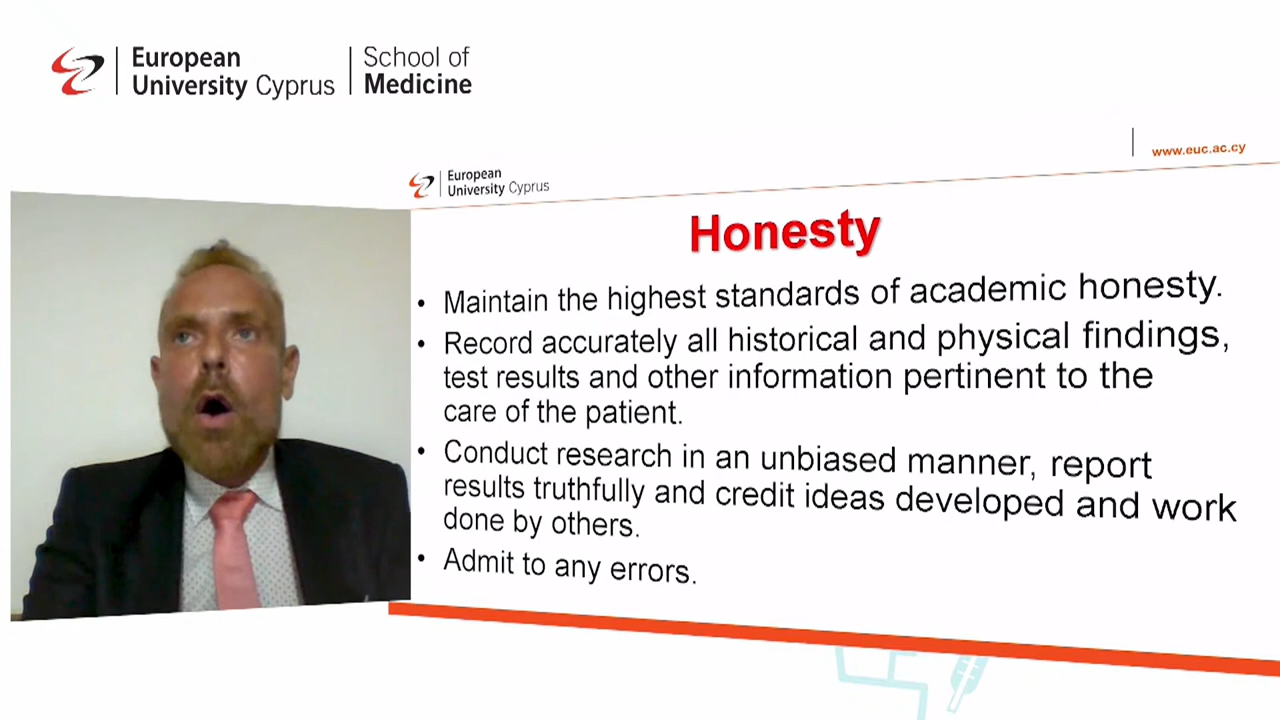 European
University Cyprus
School of
Medicine
www.euc.ac.cy
European
University Cyprus
Honesty
• Maintain the highest standards of academic honesty.
• Record accurately all historical and physical findings,
test results and other information pertinent to the
care of the patient.
• Conduct research in an unbiased manner, report
results truthfully and credit ideas developed and work
done by others.
• Admit to any errors.